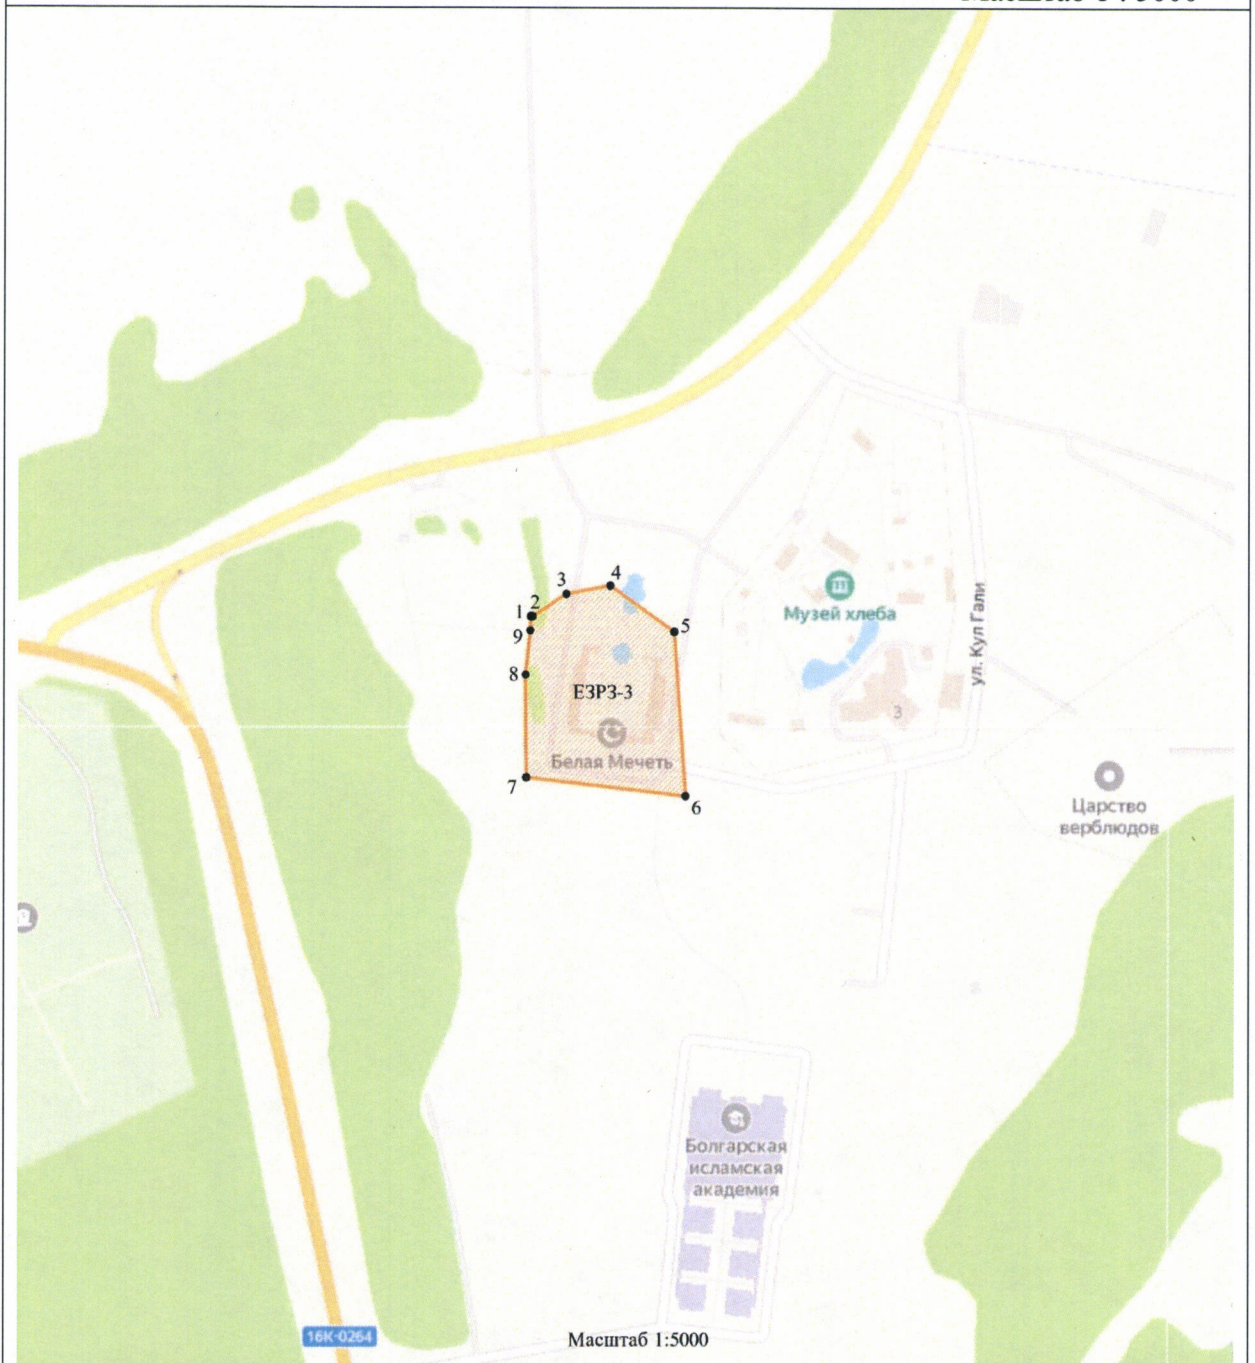 Масштаб 1 : 5000
3
4
1
2
5
9
Музей хлеба
ул. Кул Гали
8
ЕЗРЗ-3
3
Белая Мечеть
7
6
Царство
верблюдов
Болгарская
исламская
академия
16К-0264
Масштаб 1:5000